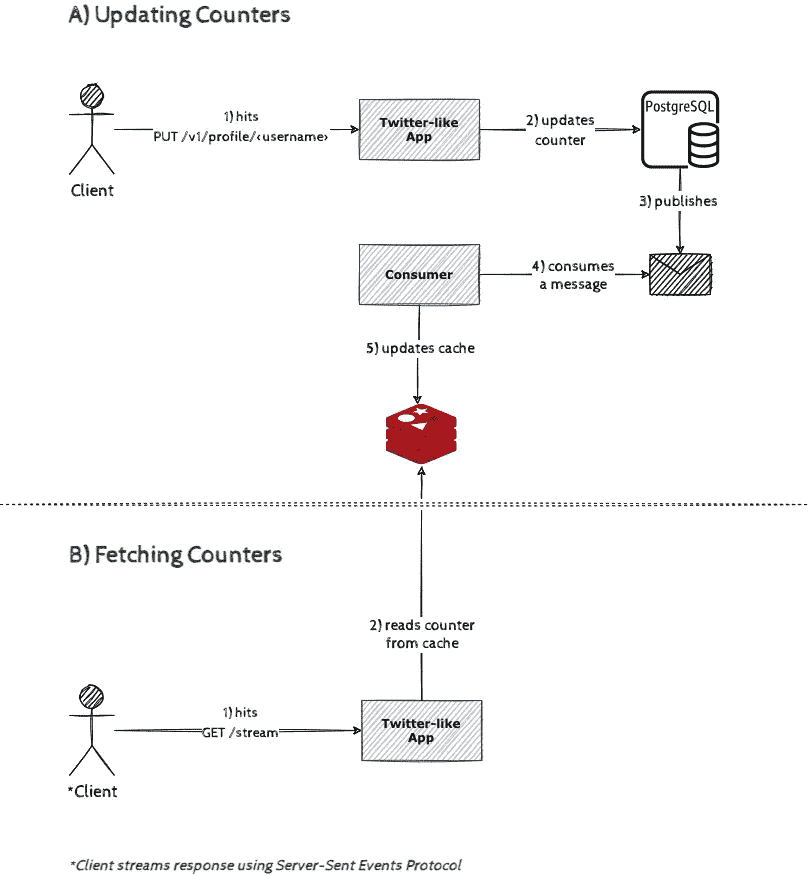 A) Updating Counters
1) hits
PUT /v1/profile/<username>
Twitter-like
App
2) updates
counter
PostgreSQL
Client
3) publishes
Consumer
4) consumes
a message
5) updates cache
B) Fetching Counters
2) reads counter
from cache
1) hits
GET /stream
Twitter-like
App
*Client
*Client streams response using Server-Sent Events Protocol